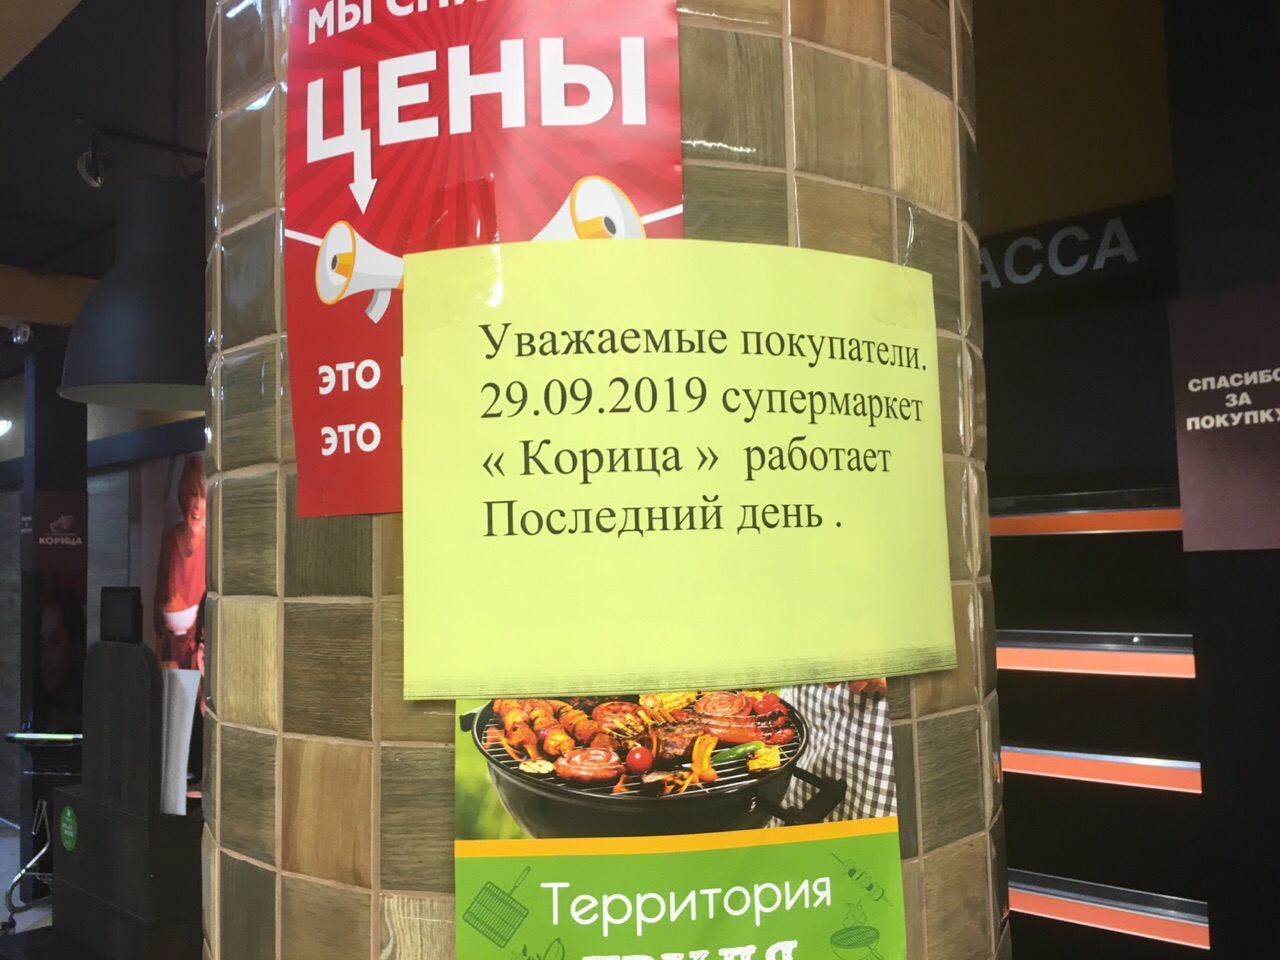 ЦЕНЫ
ЭТО
ЭТО
Уважаемые покупатели.
29.09.2019 супермаркет
« Корица » работает
Последний день .
Территория
АССА
СПАСИБО
ЗА
ПОКУПКУ
КОРИЦА